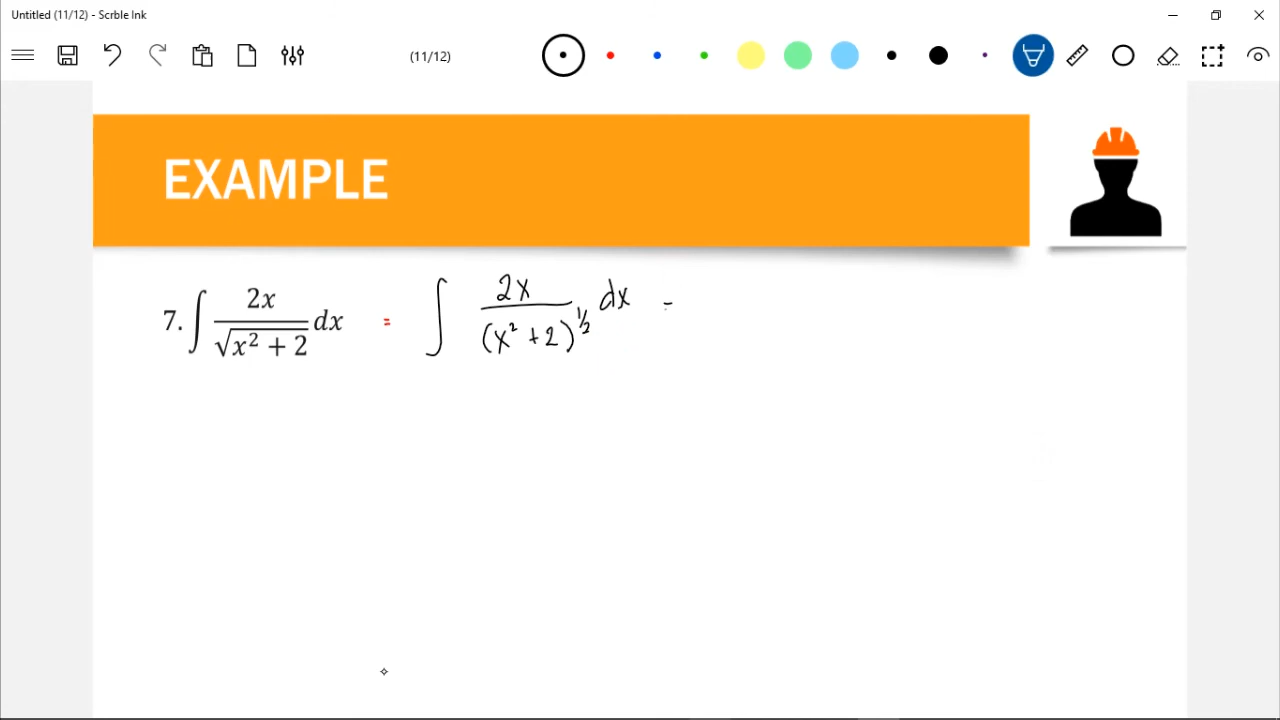 Untitled (11/12) - Scrble Ink
(11/12)
EXAMPLE
7. ∫ 2x / √(x² + 2) dx = ∫ 2x / (x² + 2)^½ dx =